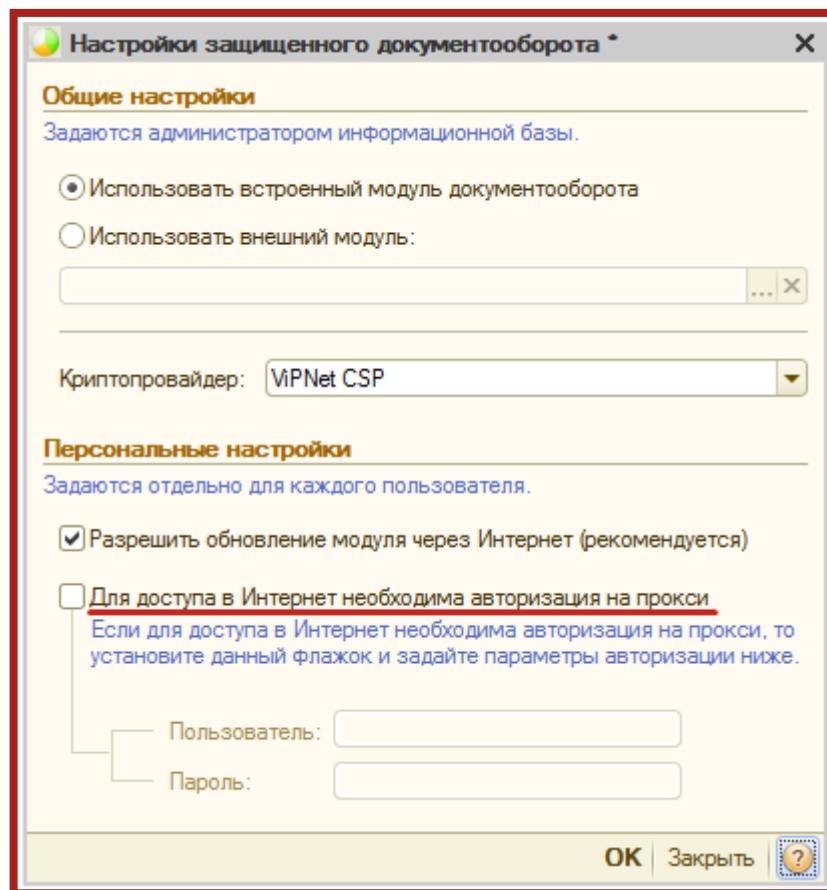 Настройки защищенного документооборота *
Общие настройки
Задаются администратором информационной базы.
Использовать встроенный модуль документооборота
Использовать внешний модуль:
...
Криптопровайдер: ViPNet CSP
Персональные настройки
Задаются отдельно для каждого пользователя.
Разрешить обновление модуля через Интернет (рекомендуется)
Для доступа в Интернет необходима авторизация на прокси
Если для доступа в Интернет необходима авторизация на прокси, то
установите данный флажок и задайте параметры авторизации ниже.
Пользователь:
Пароль:
OK Закрыть ?